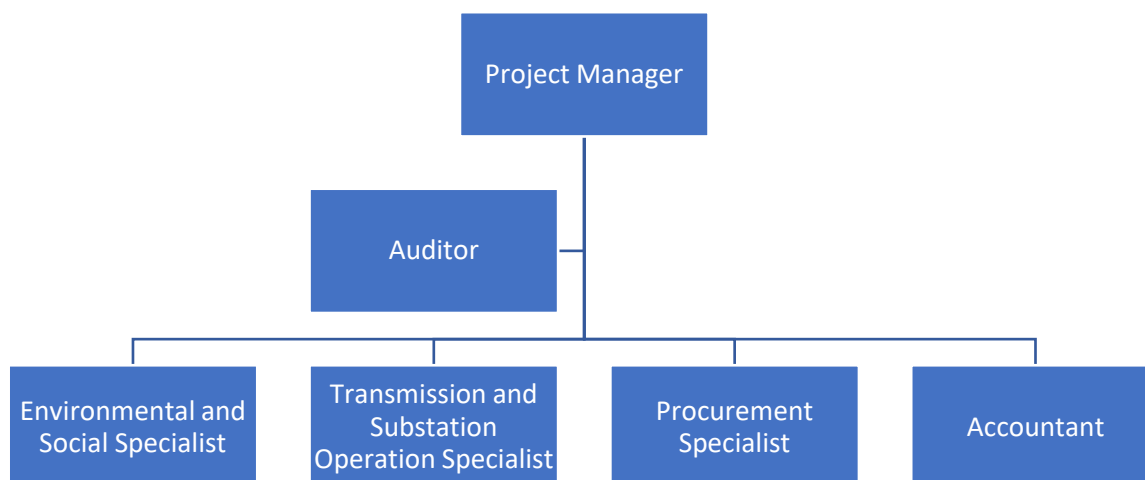 Project Manager
Auditor
Environmental and
Social Specialist
Transmission and
Substation
Operation Specialist
Procurement
Specialist
Accountant